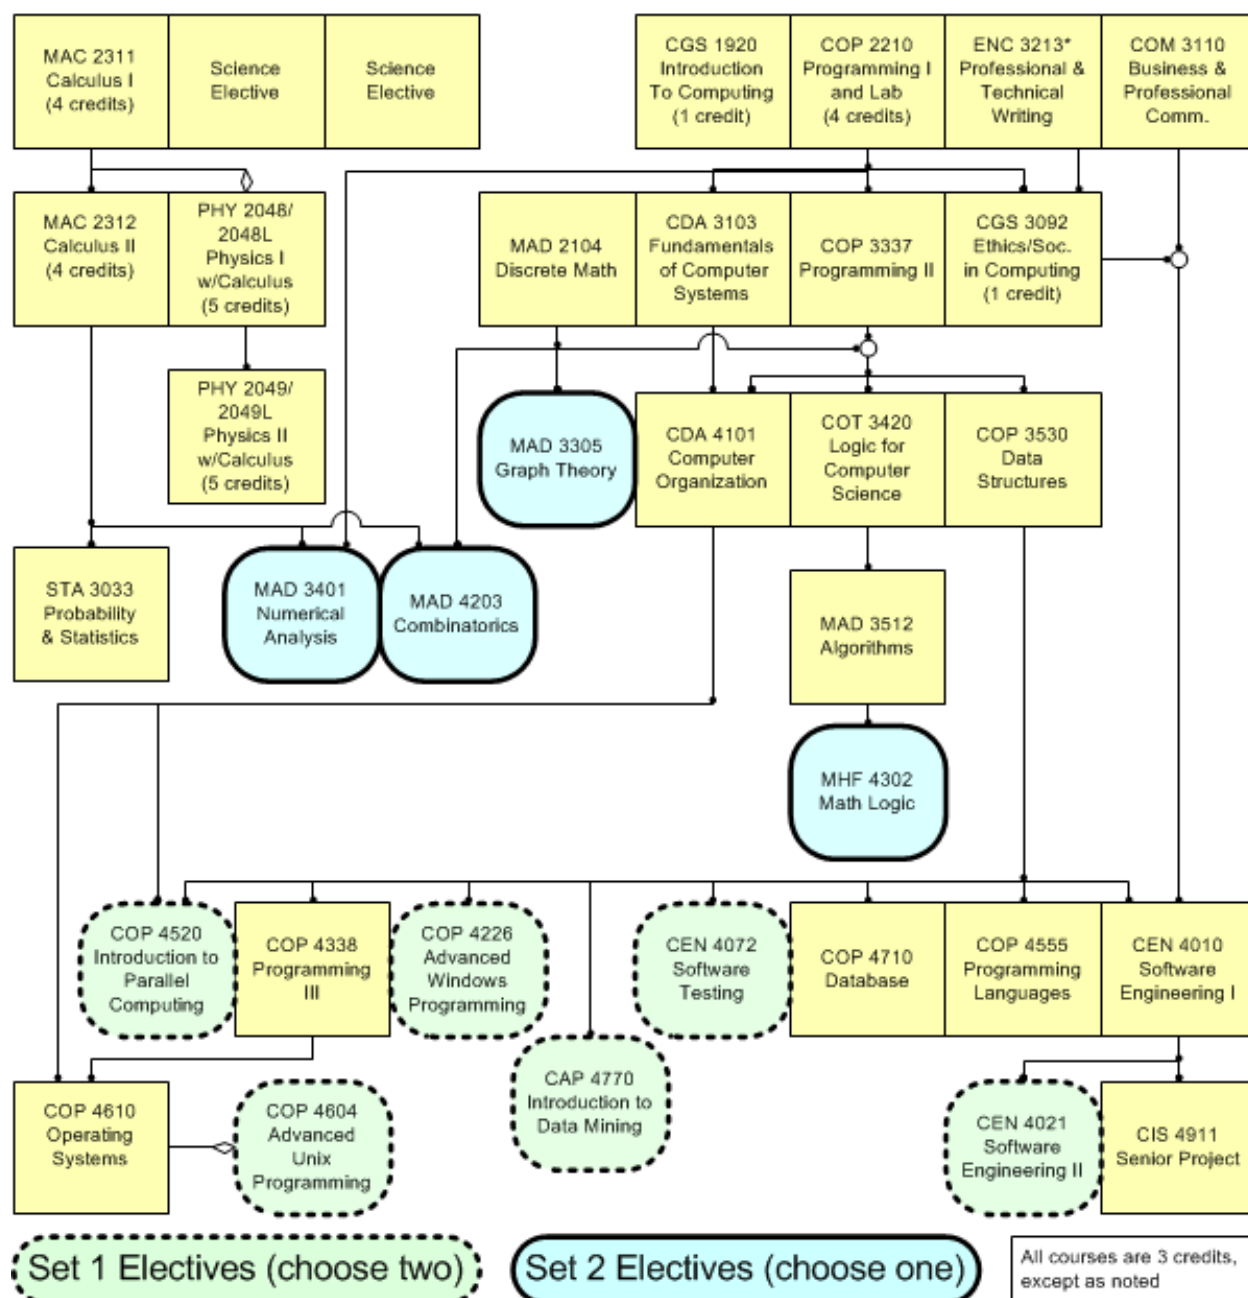 MAC 2311
Calculus I
(4 credits)
Science
Elective
Science
Elective
CGS 1920
Introduction
To Computing
(1 credit)
COP 2210
Programming I
and Lab
(4 credits)
ENC 3213*
Professional &
Technical
Writing
COM 3110
Business &
Professional
Comm.
MAC 2312
Calculus II
(4 credits)
PHY 2048/
2048L
Physics I
w/Calculus
(5 credits)
MAD 2104
Discrete Math
CDA 3103
Fundamentals
of Computer
Systems
COP 3337
Programming II
CGS 3092
Ethics/Soc.
in Computing
(1 credit)
PHY 2049/
2049L
Physics II
w/Calculus
(5 credits)
MAD 3305
Graph Theory
CDA 4101
Computer
Organization
COT 3420
Logic for
Computer
Science
COP 3530
Data
Structures
STA 3033
Probability
& Statistics
MAD 3401
Numerical
Analysis
MAD 4203
Combinatorics
MAD 3512
Algorithms
MHF 4302
Math Logic
COP 4520
Introduction to
Parallel
Computing
COP 4338
Programming
III
COP 4226
Advanced
Windows
Programming
CEN 4072
Software
Testing
COP 4710
Database
COP 4555
Programming
Languages
CEN 4010
Software
Engineering I
COP 4610
Operating
Systems
COP 4604
Advanced
Unix
Programming
CAP 4770
Introduction to
Data Mining
CEN 4021
Software
Engineering II
CIS 4911
Senior Project
Set 1 Electives (choose two)
Set 2 Electives (choose one)
All courses are 3 credits,
except as noted